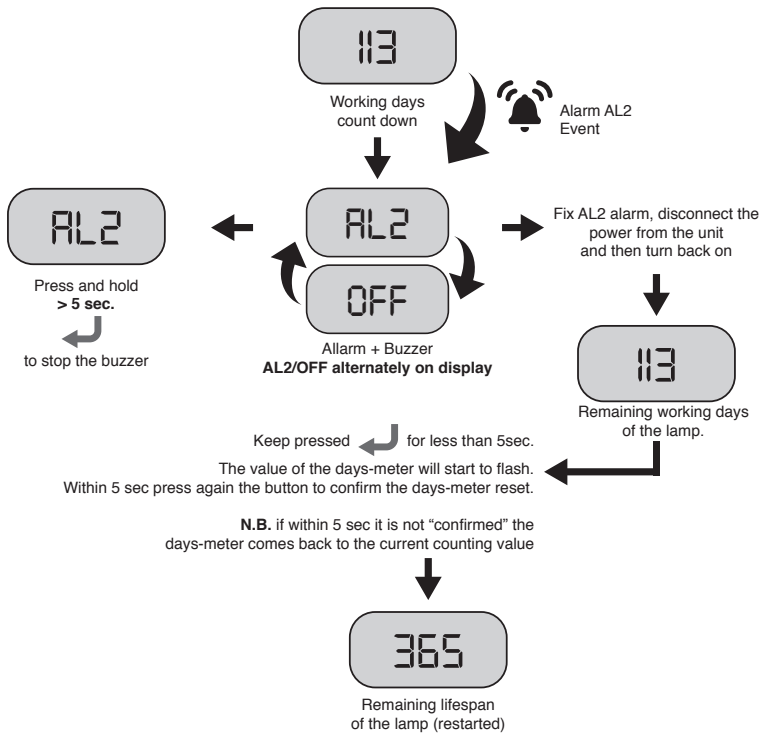 113
Working days
count down
Alarm AL2
Event
AL2
Press and hold
> 5 sec.
to stop the buzzer
AL2
OFF
Allarm + Buzzer
AL2/OFF alternately on display
Fix AL2 alarm, disconnect the
power from the unit
and then turn back on
113
Remaining working days
of the lamp.
Keep pressed for less than 5sec.
The value of the days-meter will start to flash.
Within 5 sec press again the button to confirm the days-meter reset.
N.B. if within 5 sec it is not “confirmed” the
days-meter comes back to the current counting value
365
Remaining lifespan
of the lamp (restarted)